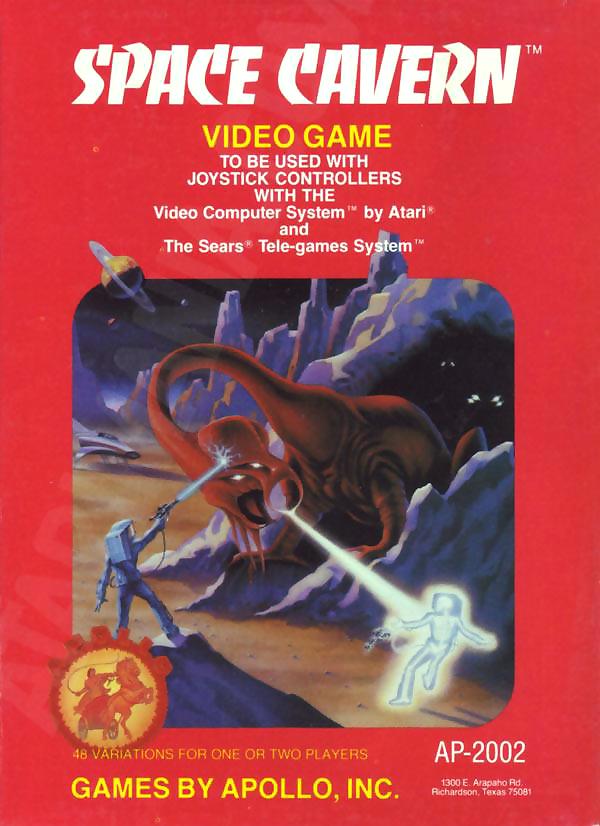 SPACE CAVERN™
VIDEO GAME
TO BE USED WITH
JOYSTICK CONTROLLERS
WITH THE
Video Computer System™ by Atari®
and
The Sears® Tele-games System™
48 VARIATIONS FOR ONE OR TWO PLAYERS
AP-2002
GAMES BY APOLLO, INC.
1300 E. Arapaho Rd.
Richardson, Texas 75081